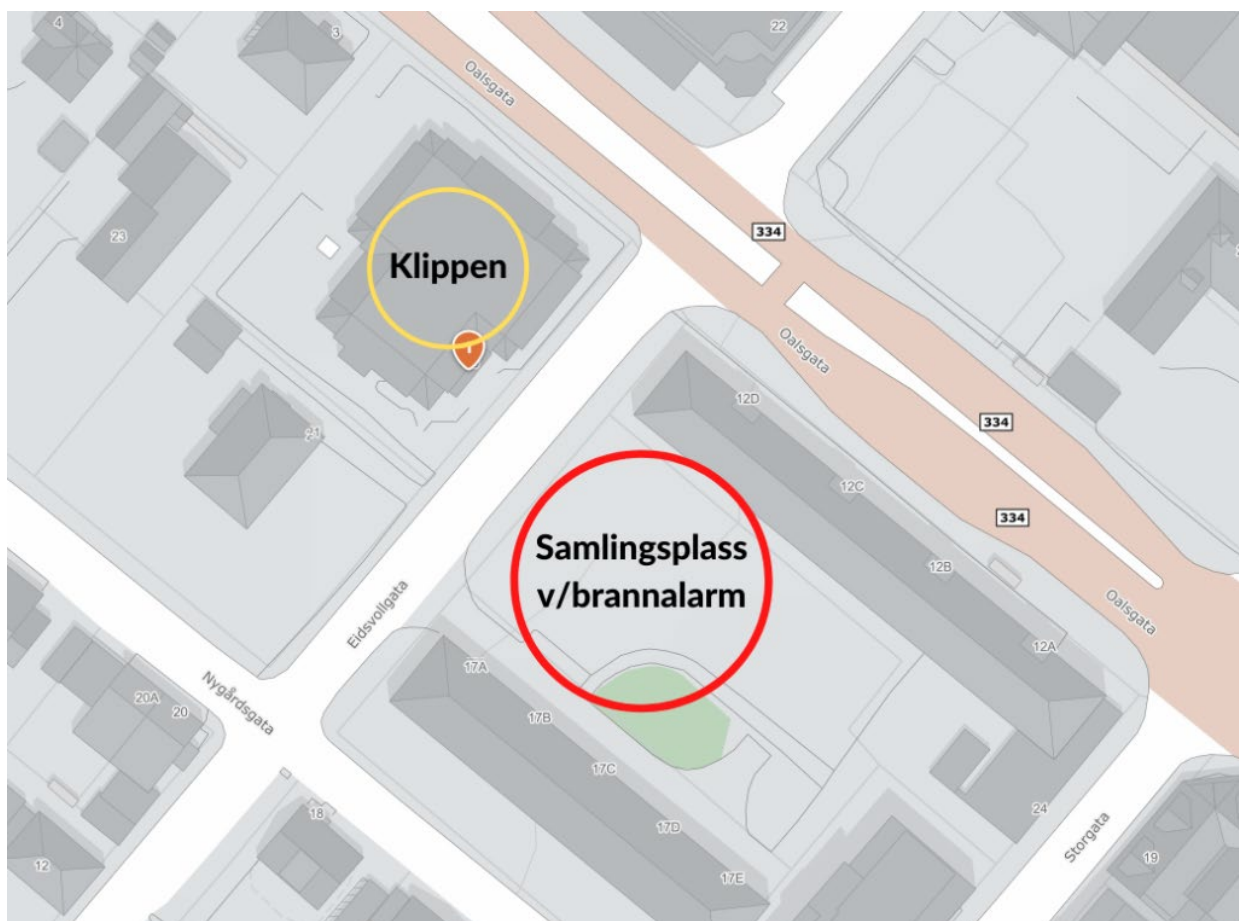 4
3
22
Oalsgata
334
23
Klippen
Oalsgata
12D
334
21
12C
334
Samlingsplass
v/brannalarm
12B
Oalsgata
Eidsvollgata
12A
17A
Nygårdsgata
20A
20
17B
17C
18
17D
24
Storgata
19
12
17E